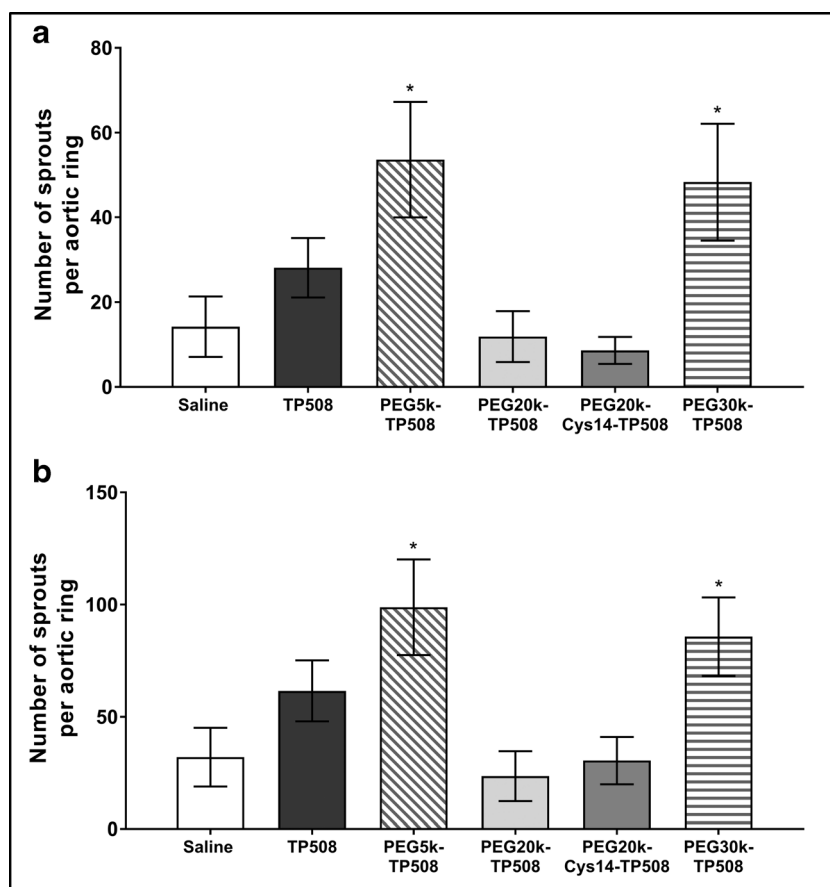 a
Number of sprouts
per aortic ring
80
60
40
20
0
*
*
Saline
TP508
PEG5k-
TP508
PEG20k-
TP508
PEG20k-
Cys14-TP508
PEG30k-
TP508
b
Number of sprouts
per aortic ring
150
100
50
0
*
*
Saline
TP508
PEG5k-
TP508
PEG20k-
TP508
PEG20k-
Cys14-TP508
PEG30k-
TP508